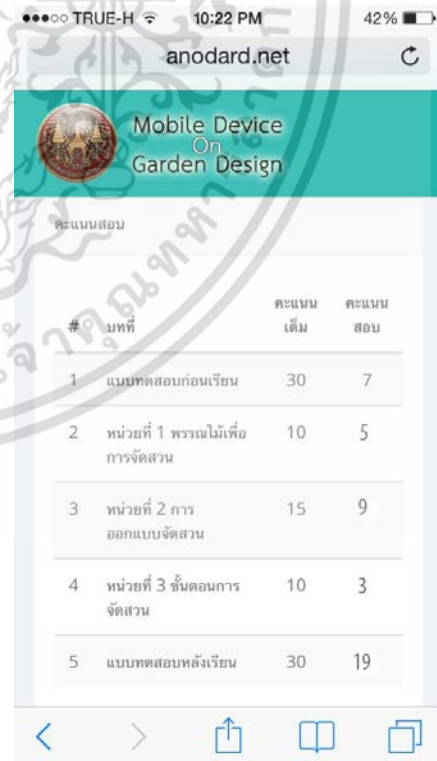 TRUE-H 10:22 PM 42%
anodard.net
Mobile Device
On
Garden Design
คะแนนสอบ
# บทที่ คะแนนเต็ม คะแนนสอบ
1 แบบทดสอบก่อนเรียน 30 7
2 หน่วยที่ 1 พรรณไม้เพื่อ 10 5
การจัดสวน
3 หน่วยที่ 2 การ 15 9
ออกแบบจัดสวน
4 หน่วยที่ 3 ขั้นตอนการ 10 3
จัดสวน
5 แบบทดสอบหลังเรียน 30 19